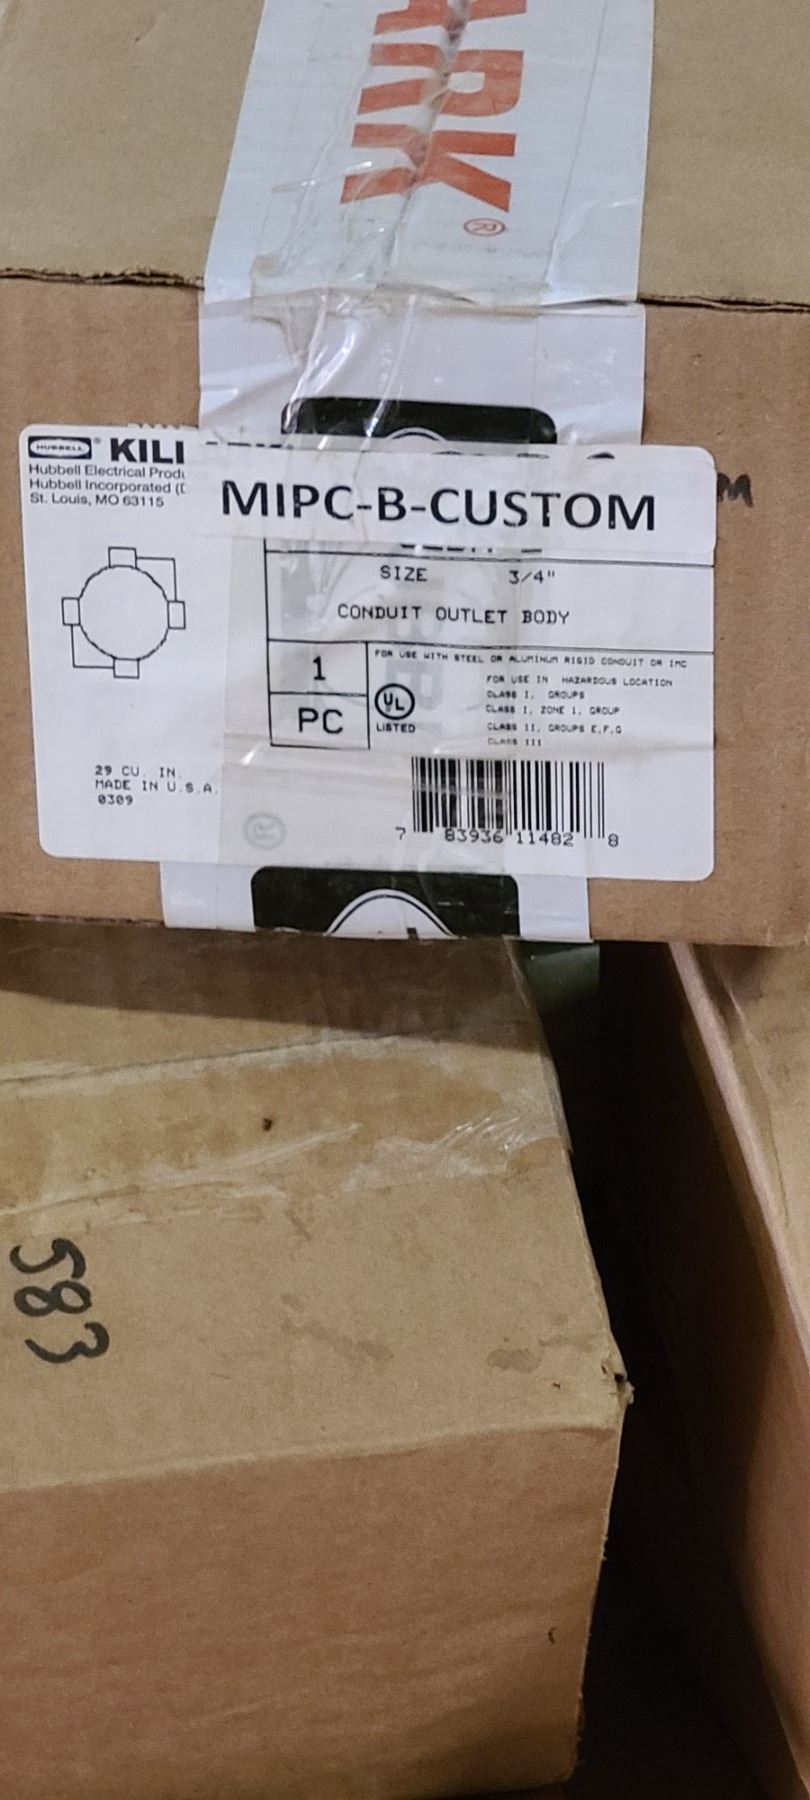 ARK®
HUBBELL® KILL
Hubbell Electrical Produ
Hubbell Incorporated (D
St. Louis, MO 63115
MIPC-B-CUSTOM
M
SIZE 3/4"
CONDUIT OUTLET BODY
1
PC
FOR USE WITH STEEL OR ALUMINUM RIGID CONDUIT OR IMC
UL
LISTED
FOR USE IN HAZARDOUS LOCATION
CLASS I, GROUPS
CLASS I, ZONE 1, GROUP
CLASS II, GROUPS E,F,G
CLASS III
29 CU. IN.
MADE IN U.S.A.
0309
®
7 83936 11482 8
583